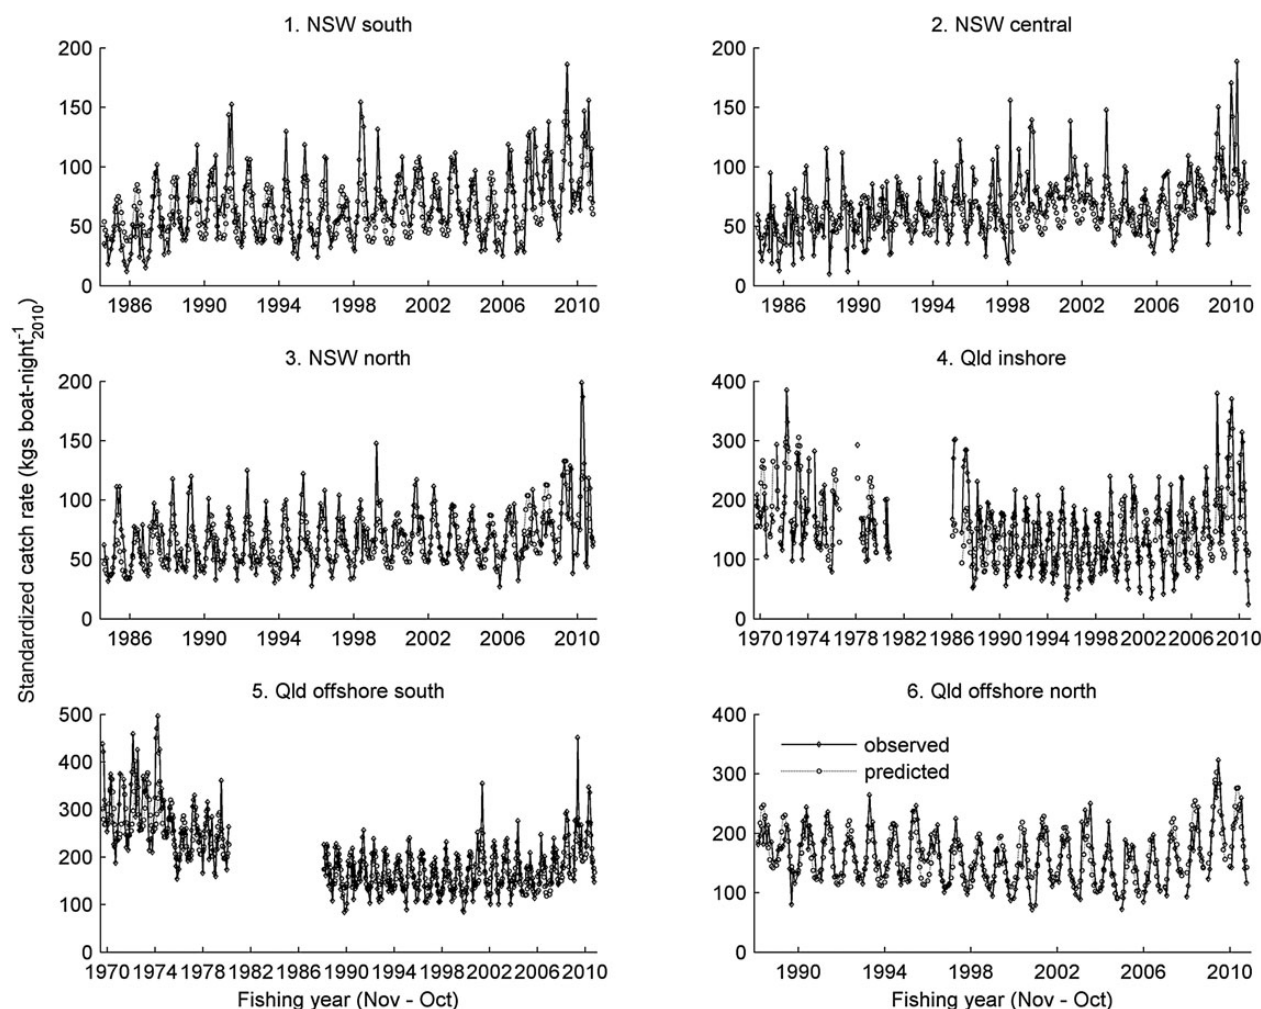 1. NSW south
200
150
100
50
0
1986 1990 1994 1998 2002 2006 2010
2. NSW central
200
150
100
50
0
1986 1990 1994 1998 2002 2006 2010
3. NSW north
200
150
100
50
0
1986 1990 1994 1998 2002 2006 2010
4. Qld inshore
400
300
200
100
0
1970 1974 1978 1982 1986 1990 1994 1998 2002 2006 2010
5. Qld offshore south
500
400
300
200
100
0
1970 1974 1978 1982 1986 1990 1994 1998 2002 2006 2010
Fishing year (Nov - Oct)
6. Qld offshore north
400
300
200
100
0
observed
predicted
1990 1994 1998 2002 2006 2010
Fishing year (Nov - Oct)
Standardized catch rate (kgs boat-night⁻¹₂₀₁₀)